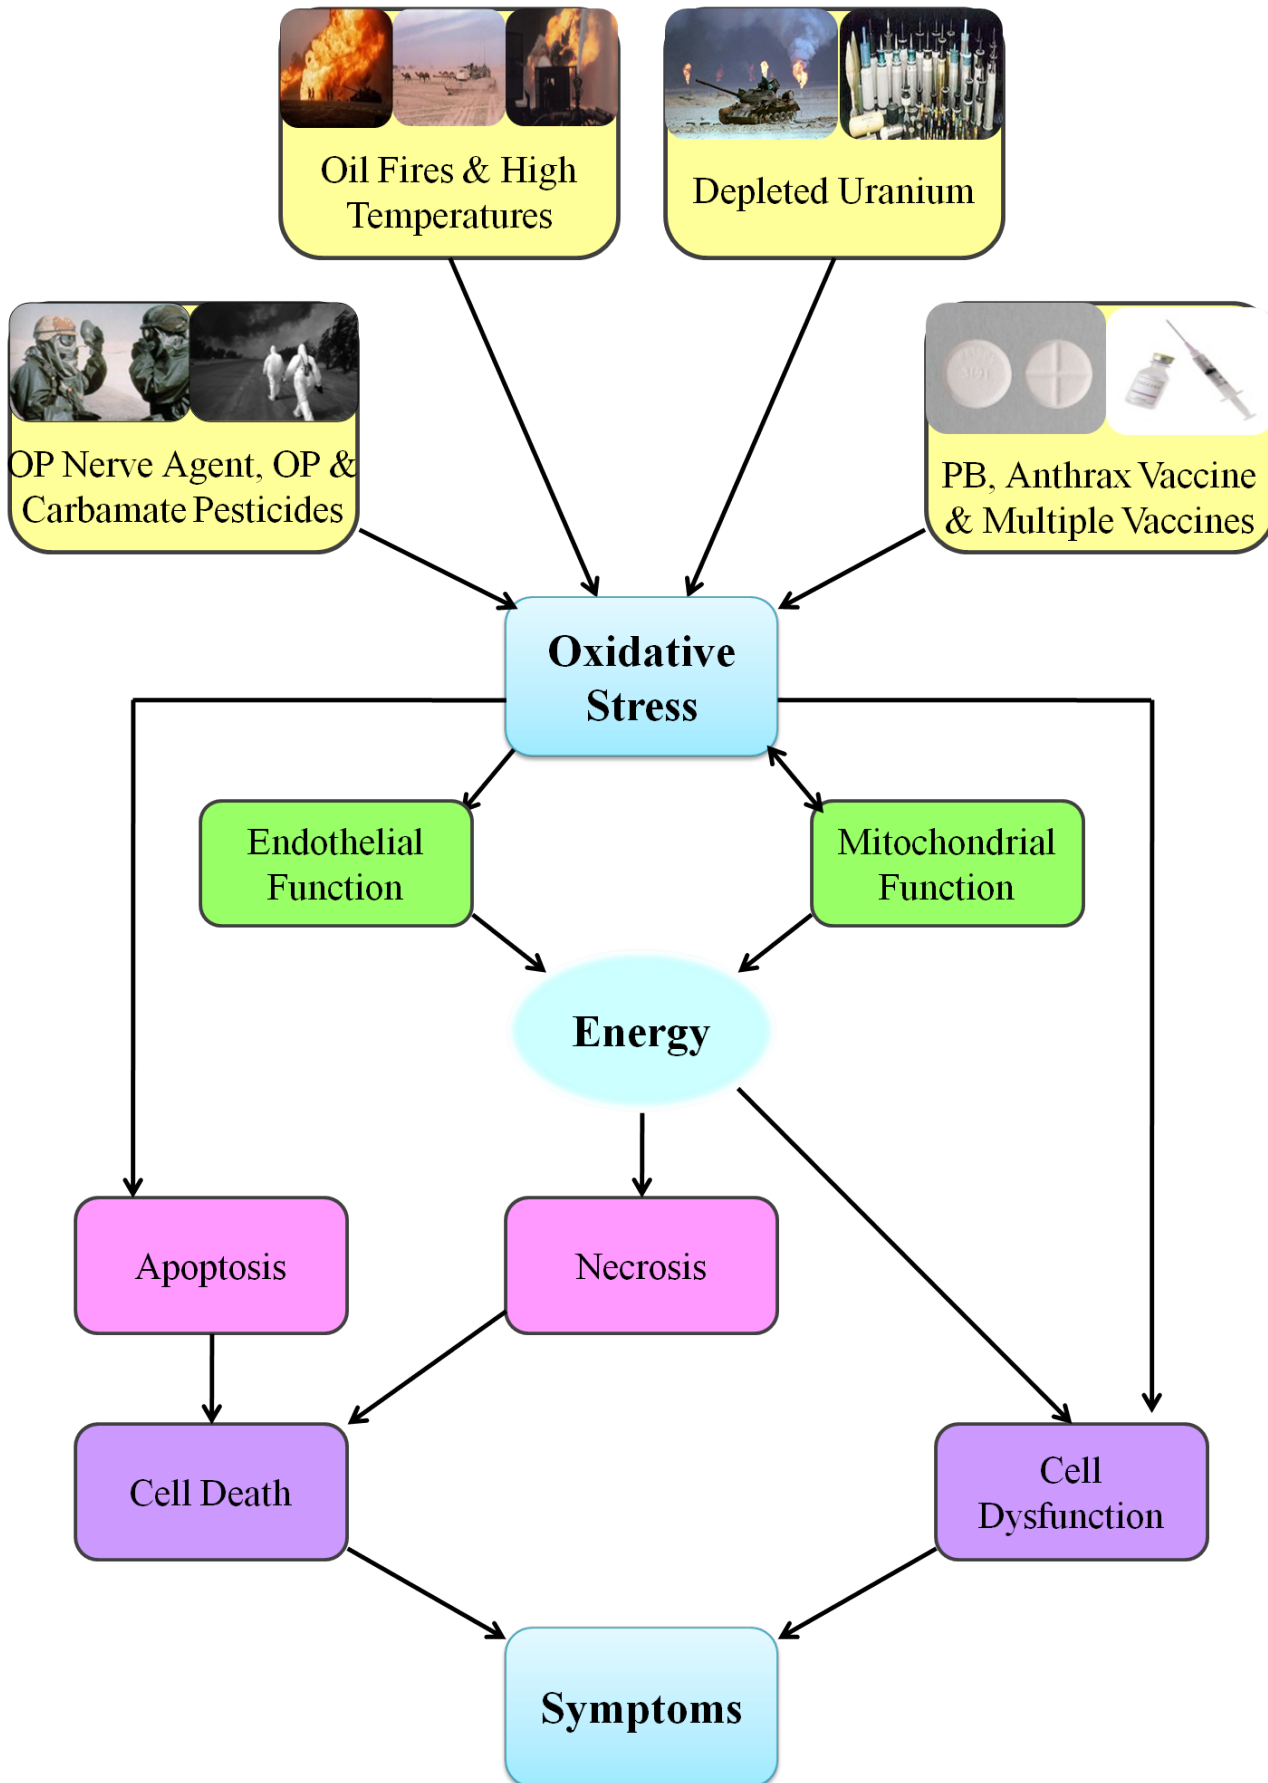 Oil Fires & High
Temperatures
Depleted Uranium
OP Nerve Agent, OP &
Carbamate Pesticides
PB, Anthrax Vaccine
& Multiple Vaccines
Oxidative
Stress
Endothelial
Function
Mitochondrial
Function
Energy
Apoptosis
Necrosis
Cell Death
Cell
Dysfunction
Symptoms